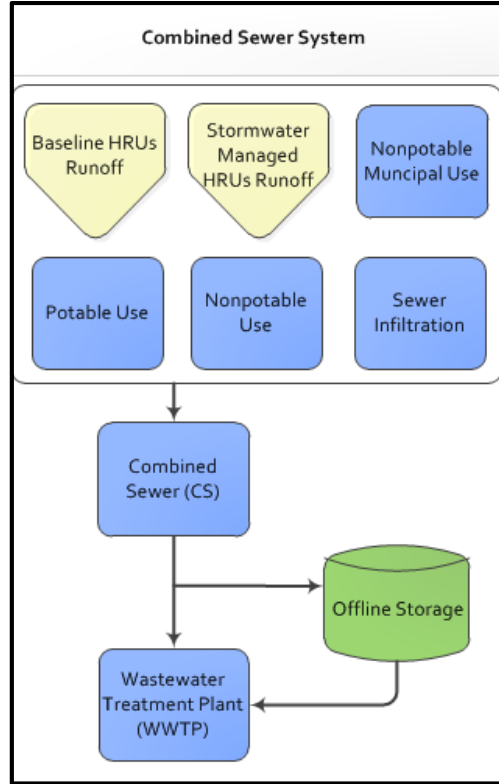 Combined Sewer System
Baseline HRUs
Runoff
Stormwater
Managed
HRUs Runoff
Nonpotable
Muncipal Use
Potable Use
Nonpotable
Use
Sewer
Infiltration
Combined
Sewer (CS)
Offline Storage
Wastewater
Treatment Plant
(WWTP)